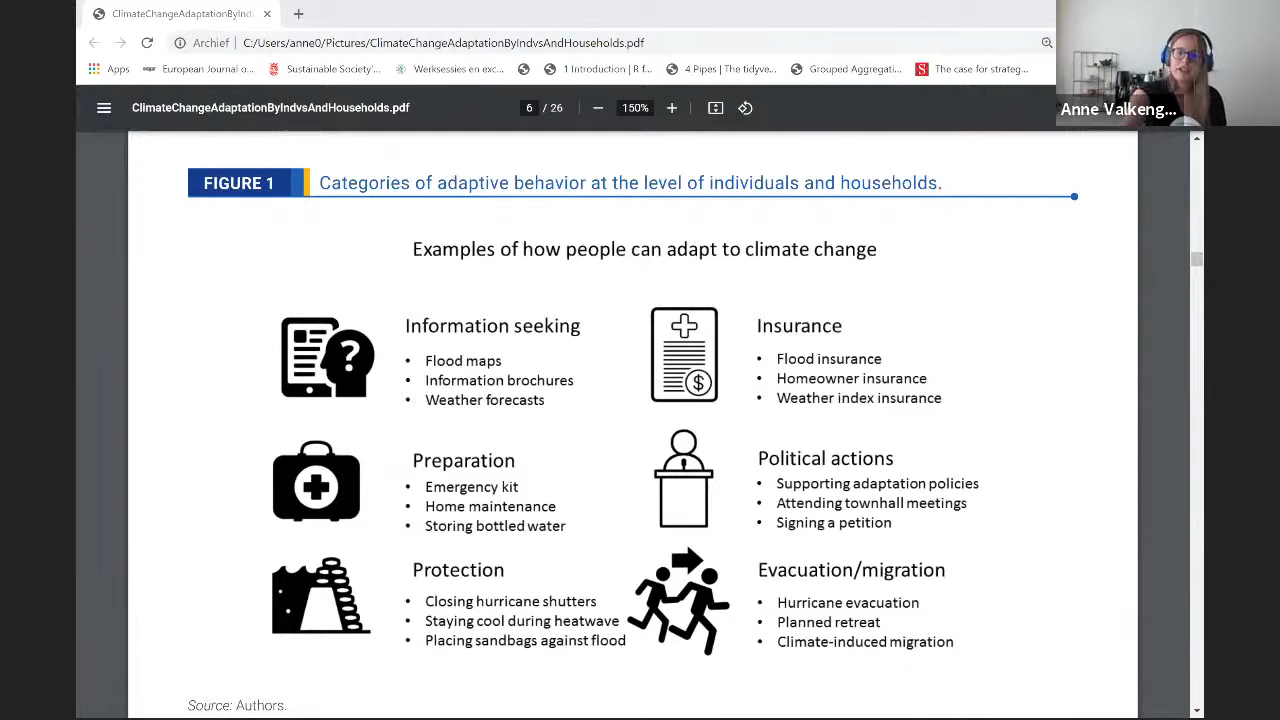 ClimateChangeAdaptationByInd
Archief
C:/Users/anne0/Pictures/ClimateChangeAdaptationByIndvsAndHouseholds.pdf
Apps
European Journal o...
Sustainable Society'...
Werksessies en exc...
1 Introduction | R f...
4 Pipes | The tidyve...
Grouped Aggregati...
S
The case for strateg...
Anne Valkeng...
ClimateChangeAdaptationByIndvsAndHouseholds.pdf
6 / 26
150%
FIGURE 1
Categories of adaptive behavior at the level of individuals and households.
Examples of how people can adapt to climate change
Information seeking
• Flood maps
• Information brochures
• Weather forecasts
?
Insurance
• Flood insurance
• Homeowner insurance
• Weather index insurance
$
Preparation
• Emergency kit
• Home maintenance
• Storing bottled water
Political actions
• Supporting adaptation policies
• Attending townhall meetings
• Signing a petition
Protection
• Closing hurricane shutters
• Staying cool during heatwave
• Placing sandbags against flood
Evacuation/migration
• Hurricane evacuation
• Planned retreat
• Climate-induced migration
Source: Authors.